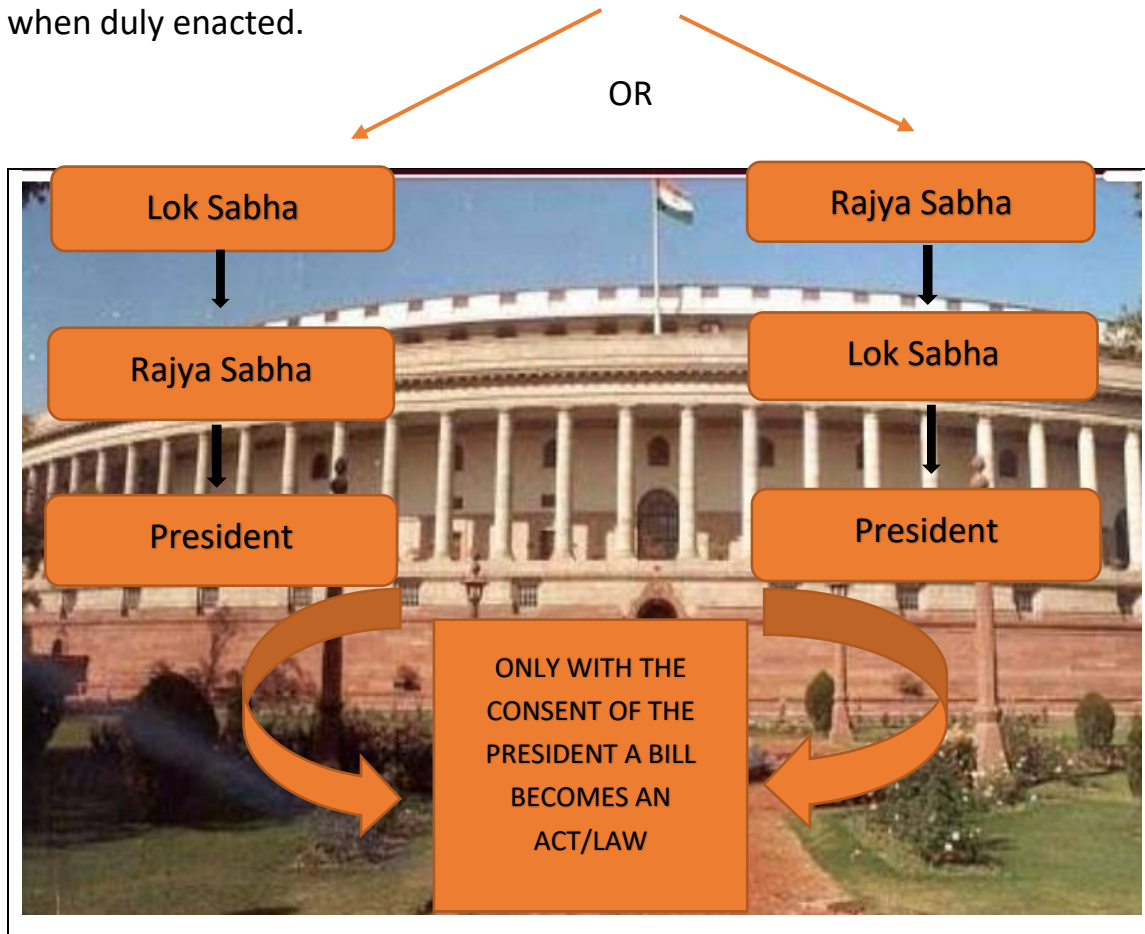 when duly enacted.
OR
Lok Sabha
Rajya Sabha
Rajya Sabha
Lok Sabha
President
President
ONLY WITH THE
CONSENT OF THE
PRESIDENT A BILL
BECOMES AN
ACT/LAW